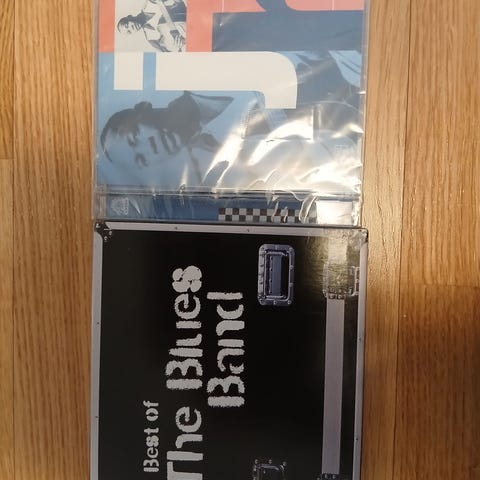 Best of
The Blues
Band